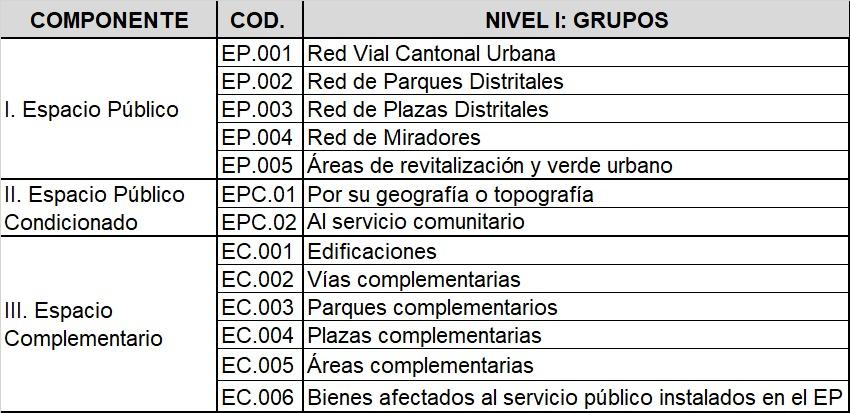 COMPONENTE COD. NIVEL I: GRUPOS
I. Espacio Público
EP.001 Red Vial Cantonal Urbana
EP.002 Red de Parques Distritales
EP.003 Red de Plazas Distritales
EP.004 Red de Miradores
EP.005 Áreas de revitalización y verde urbano
II. Espacio Público
Condicionado
EPC.01 Por su geografía o topografía
EPC.02 Al servicio comunitario
III. Espacio
Complementario
EC.001 Edificaciones
EC.002 Vías complementarias
EC.003 Parques complementarios
EC.004 Plazas complementarias
EC.005 Áreas complementarias
EC.006 Bienes afectados al servicio público instalados en el EP